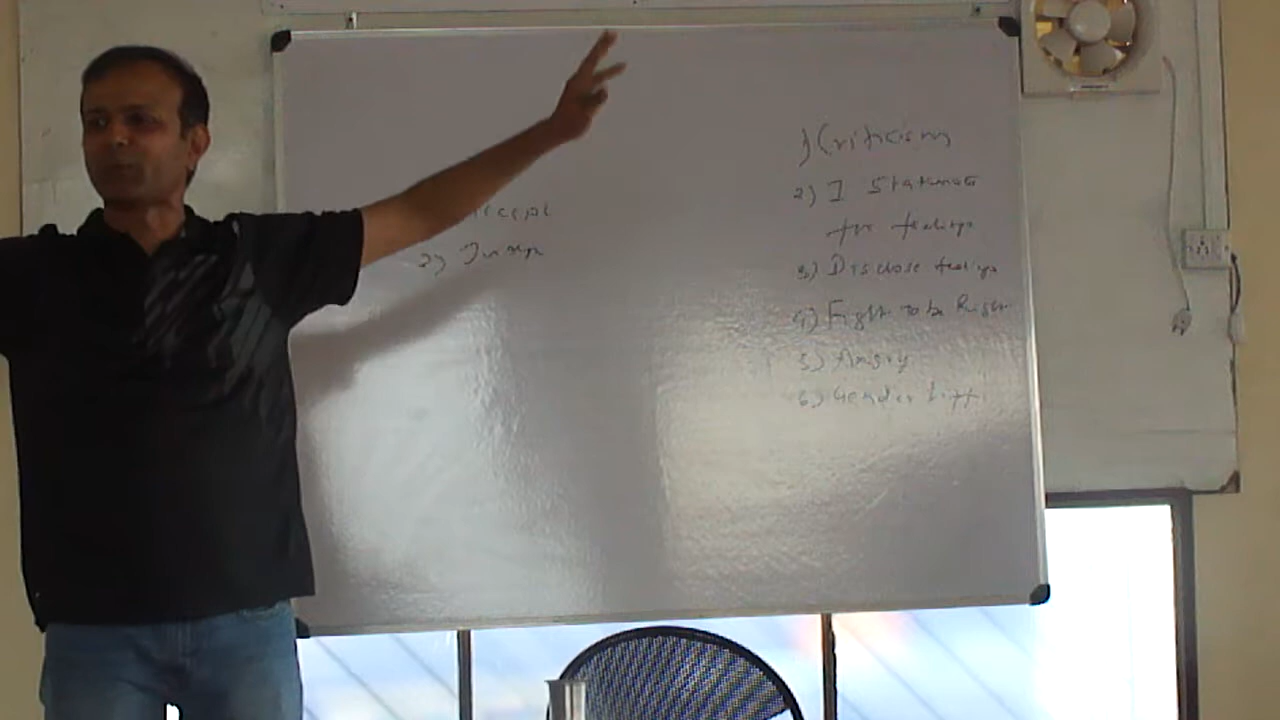 2)
1) Criticism
2) I Statements
for feelings
3) Disclose feelings
4) Fight to be Right
5) Angry
6) Gender Diff